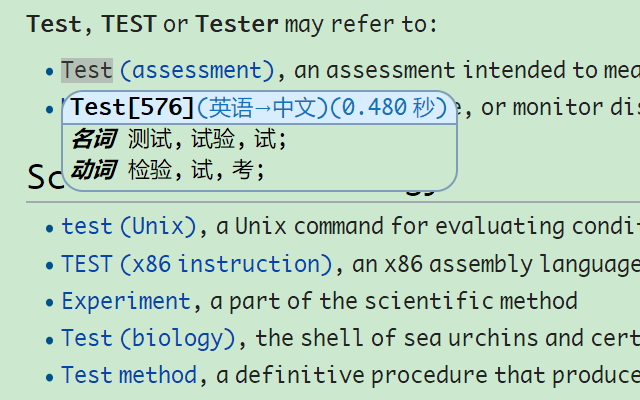 Test, TEST or Tester may refer to:
• Test (assessment), an assessment intended to mea
Test[576](英语→中文)(0.480 秒)
e, or monitor dis
名词 测试, 试验, 试;
动词 检验, 试, 考;
Sc
• test (Unix), a Unix command for evaluating condit
• TEST (x86 instruction), an x86 assembly language
• Experiment, a part of the scientific method
• Test (biology), the shell of sea urchins and cert
• Test method, a definitive procedure that produce